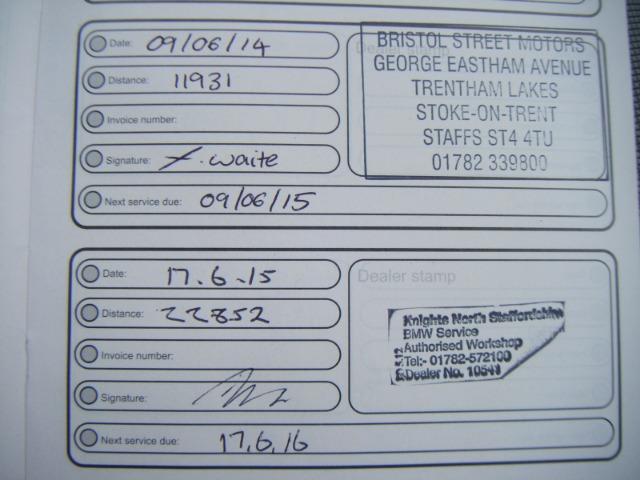 Date: 09/06/14
Distance: 11931
Invoice number:
Signature: waite
Next service due: 09/06/15
Dealer stamp
BRISTOL STREET MOTORS
GEORGE EASTHAM AVENUE
TRENTHAM LAKES
STOKE-ON-TRENT
STAFFS ST4 4TU
01782 339800
Date: 17.6.15
Distance: 22852
Invoice number:
Signature:
Next service due: 17.6.16
Dealer stamp
Knights North Staffordshire
BMW Service
Authorised Workshop
Tel:- 01782-572100
Dealer No.